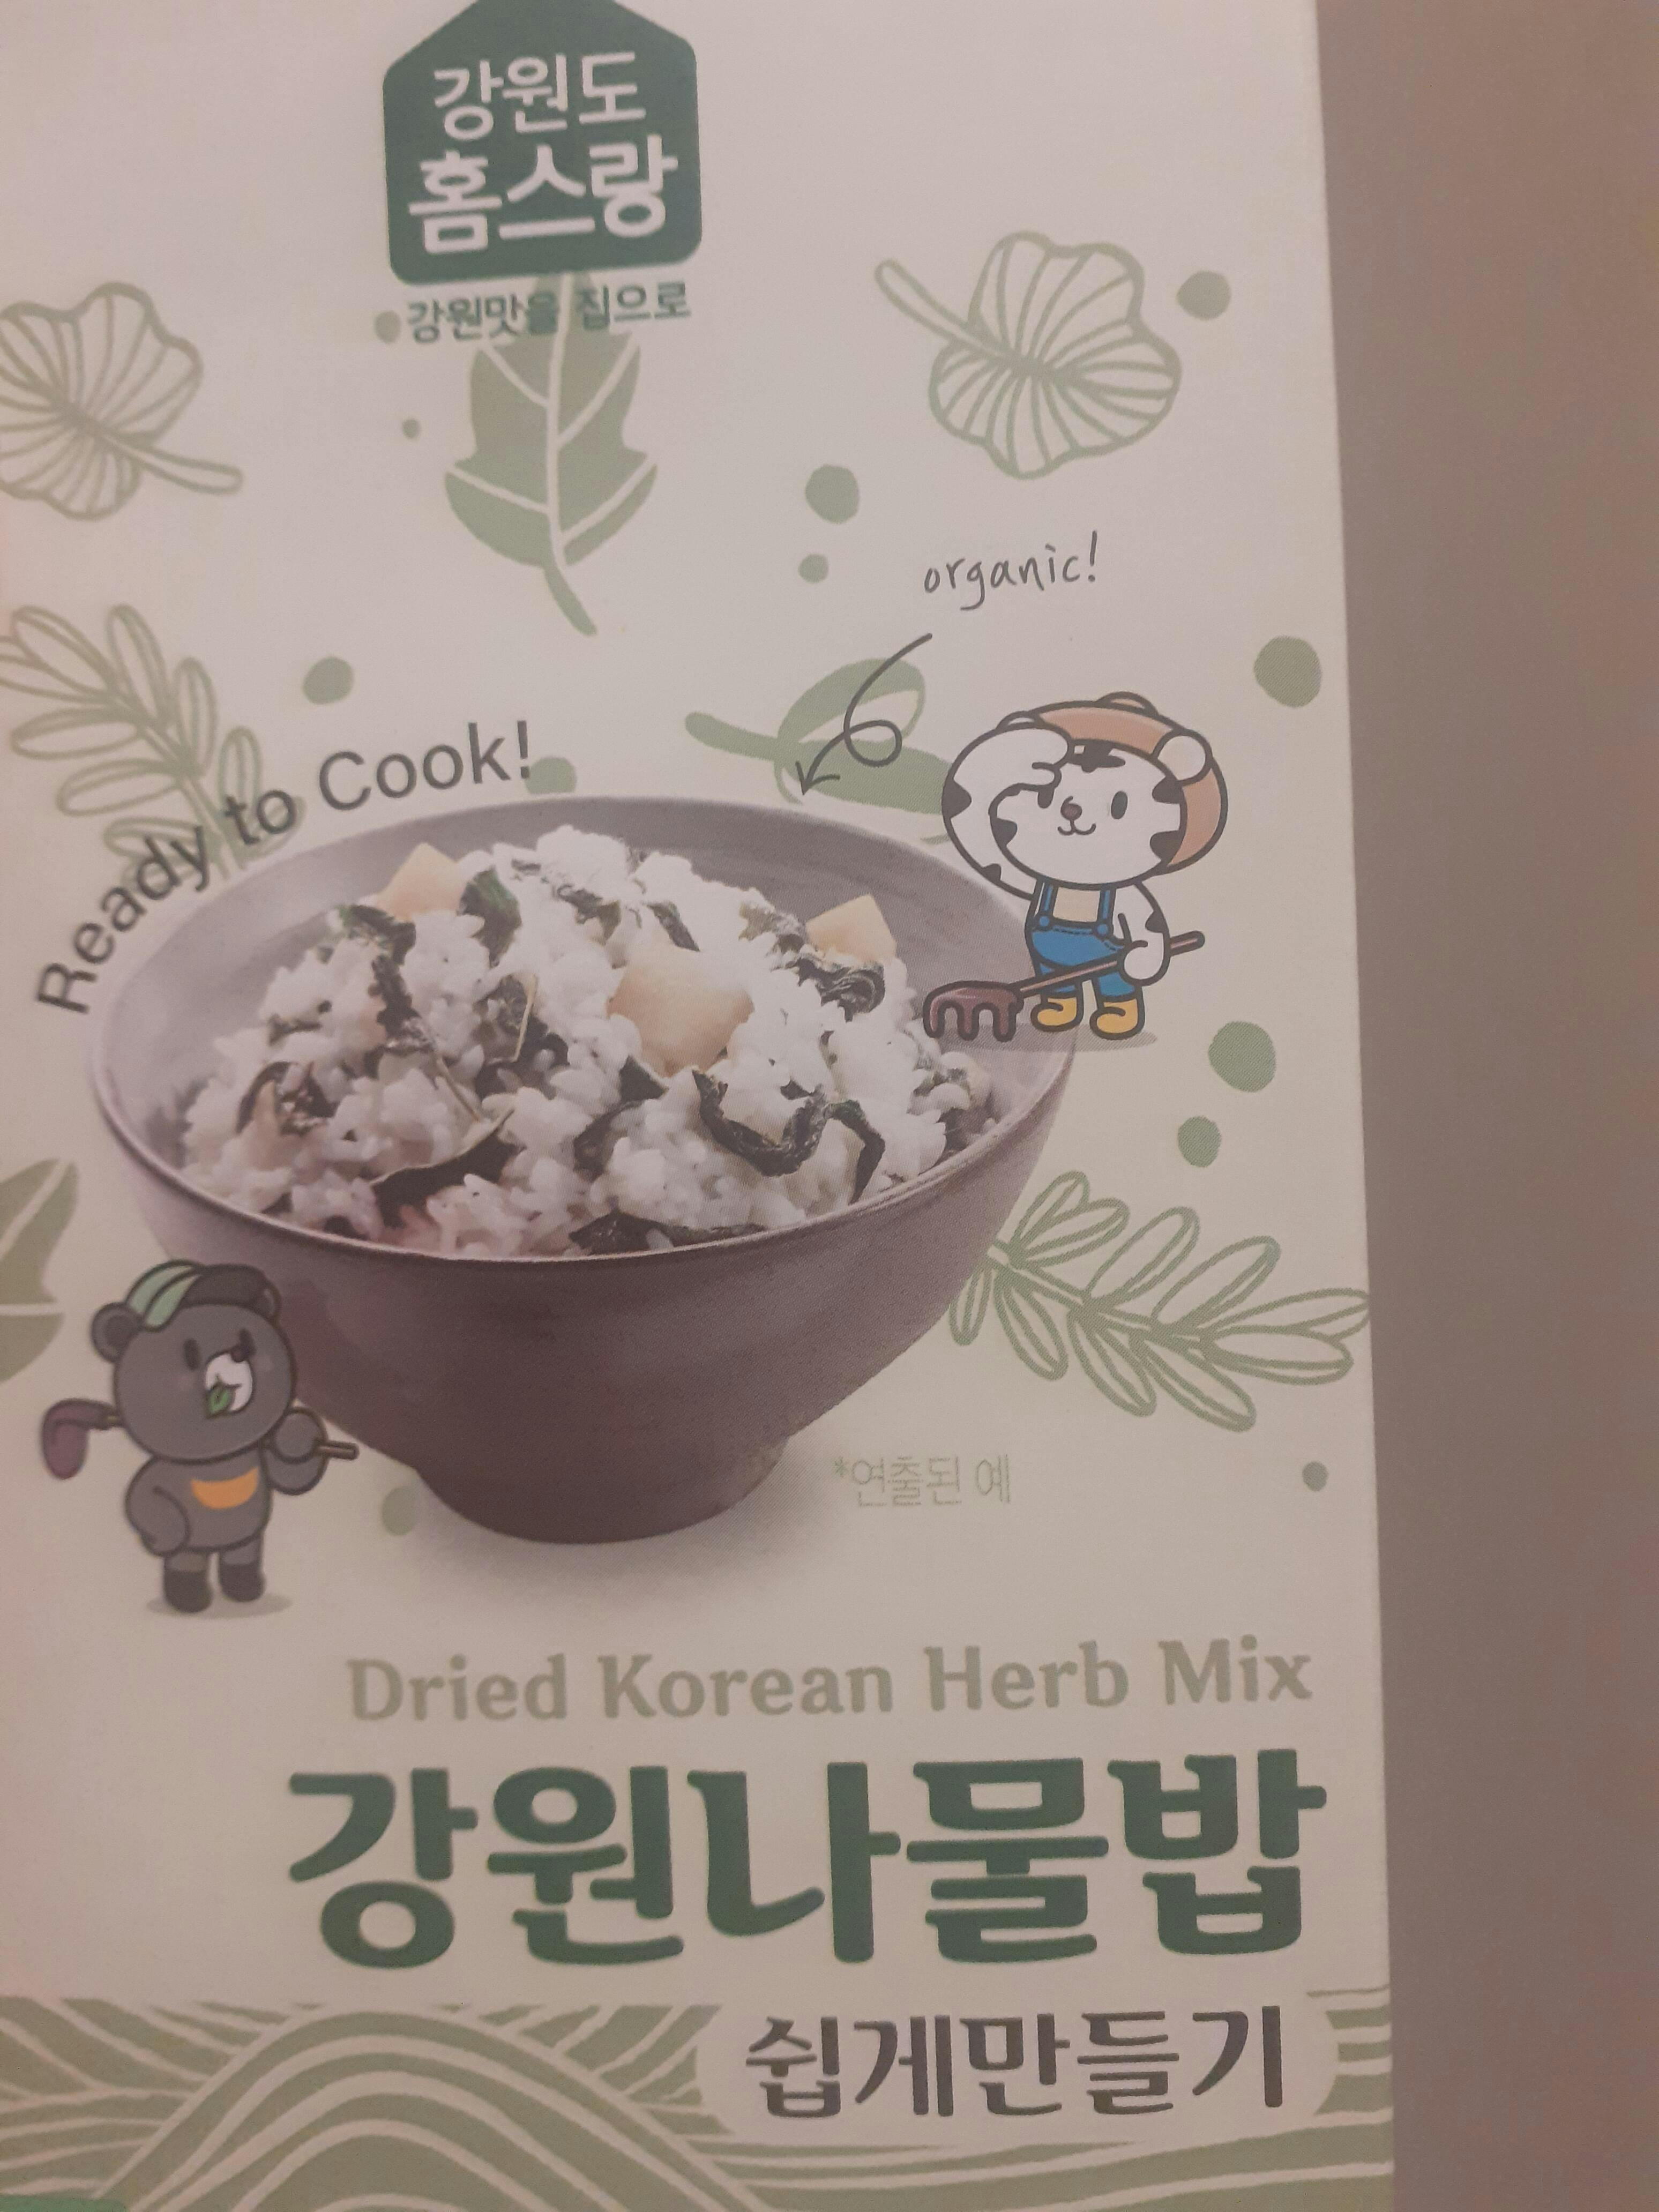 강원도
홈스랑
강원맛을 집으로
organic!
Ready to Cook!
*연출된 예
Dried Korean Herb Mix
강원나물밥
쉽게만들기